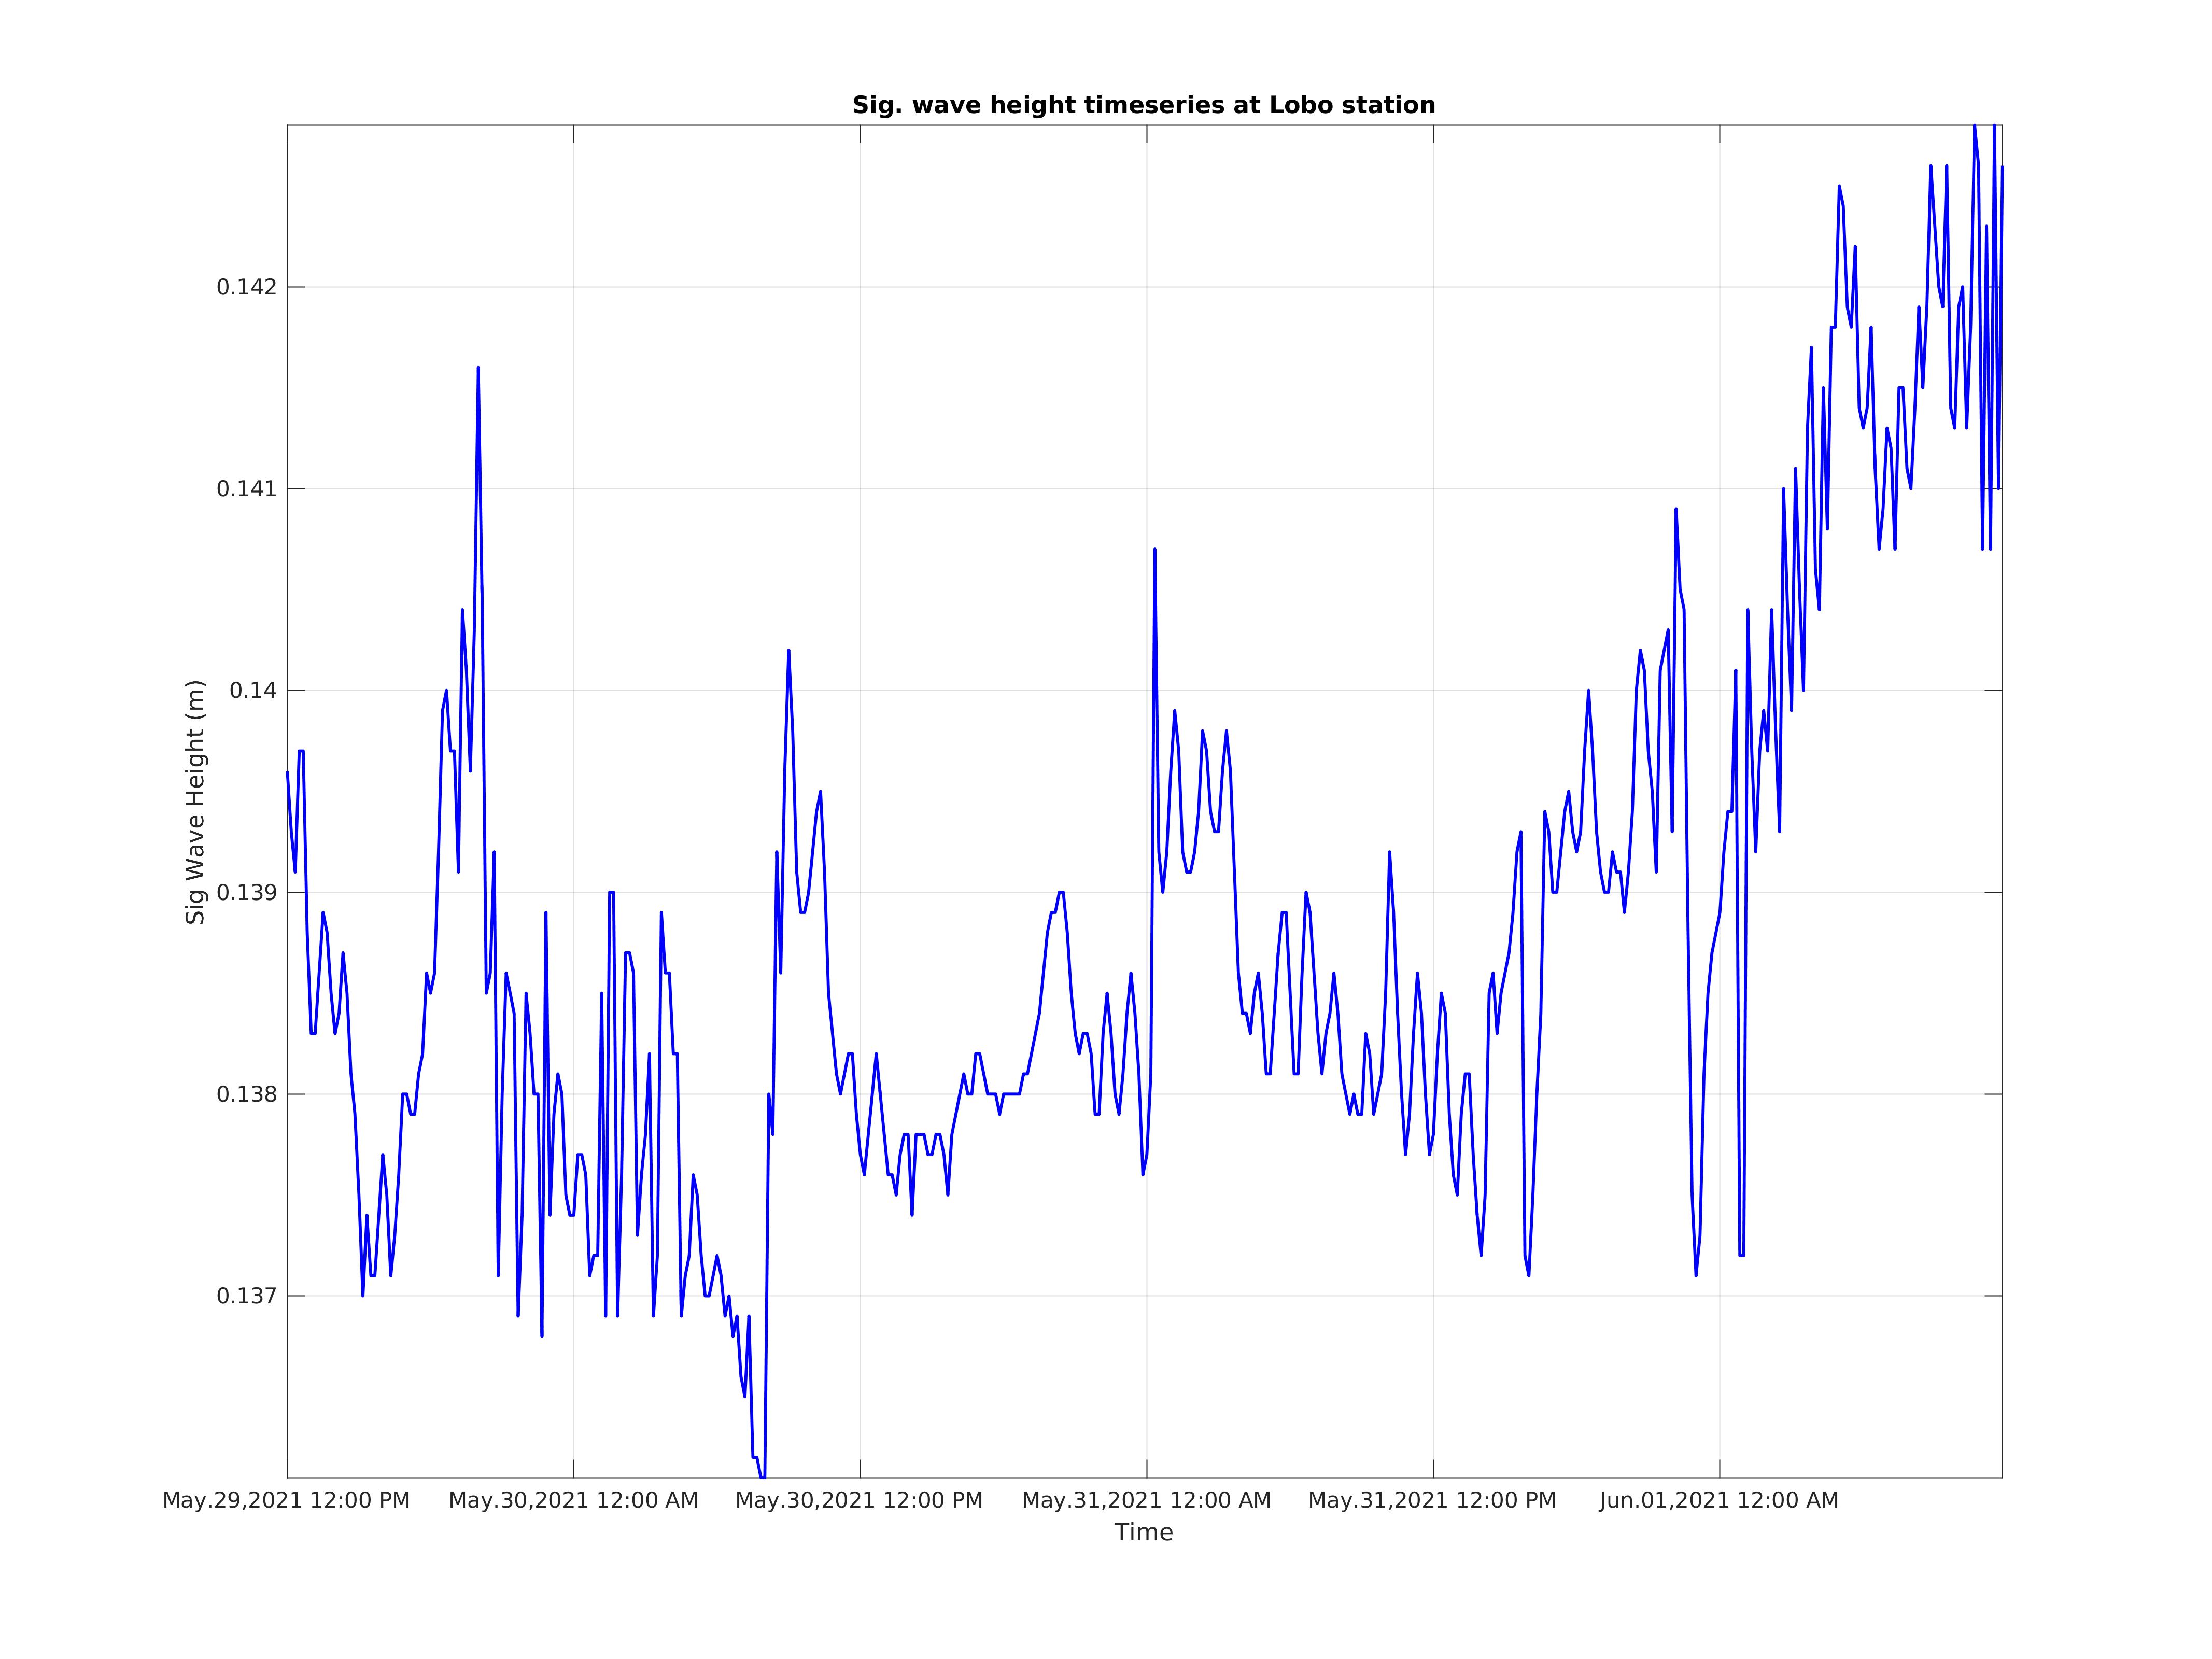 Sig. wave height timeseries at Lobo station
0.142
0.141
0.14
0.139
0.138
0.137
Sig Wave Height (m)
May.29,2021 12:00 PM May.30,2021 12:00 AM May.30,2021 12:00 PM May.31,2021 12:00 AM May.31,2021 12:00 PM Jun.01,2021 12:00 AM
Time